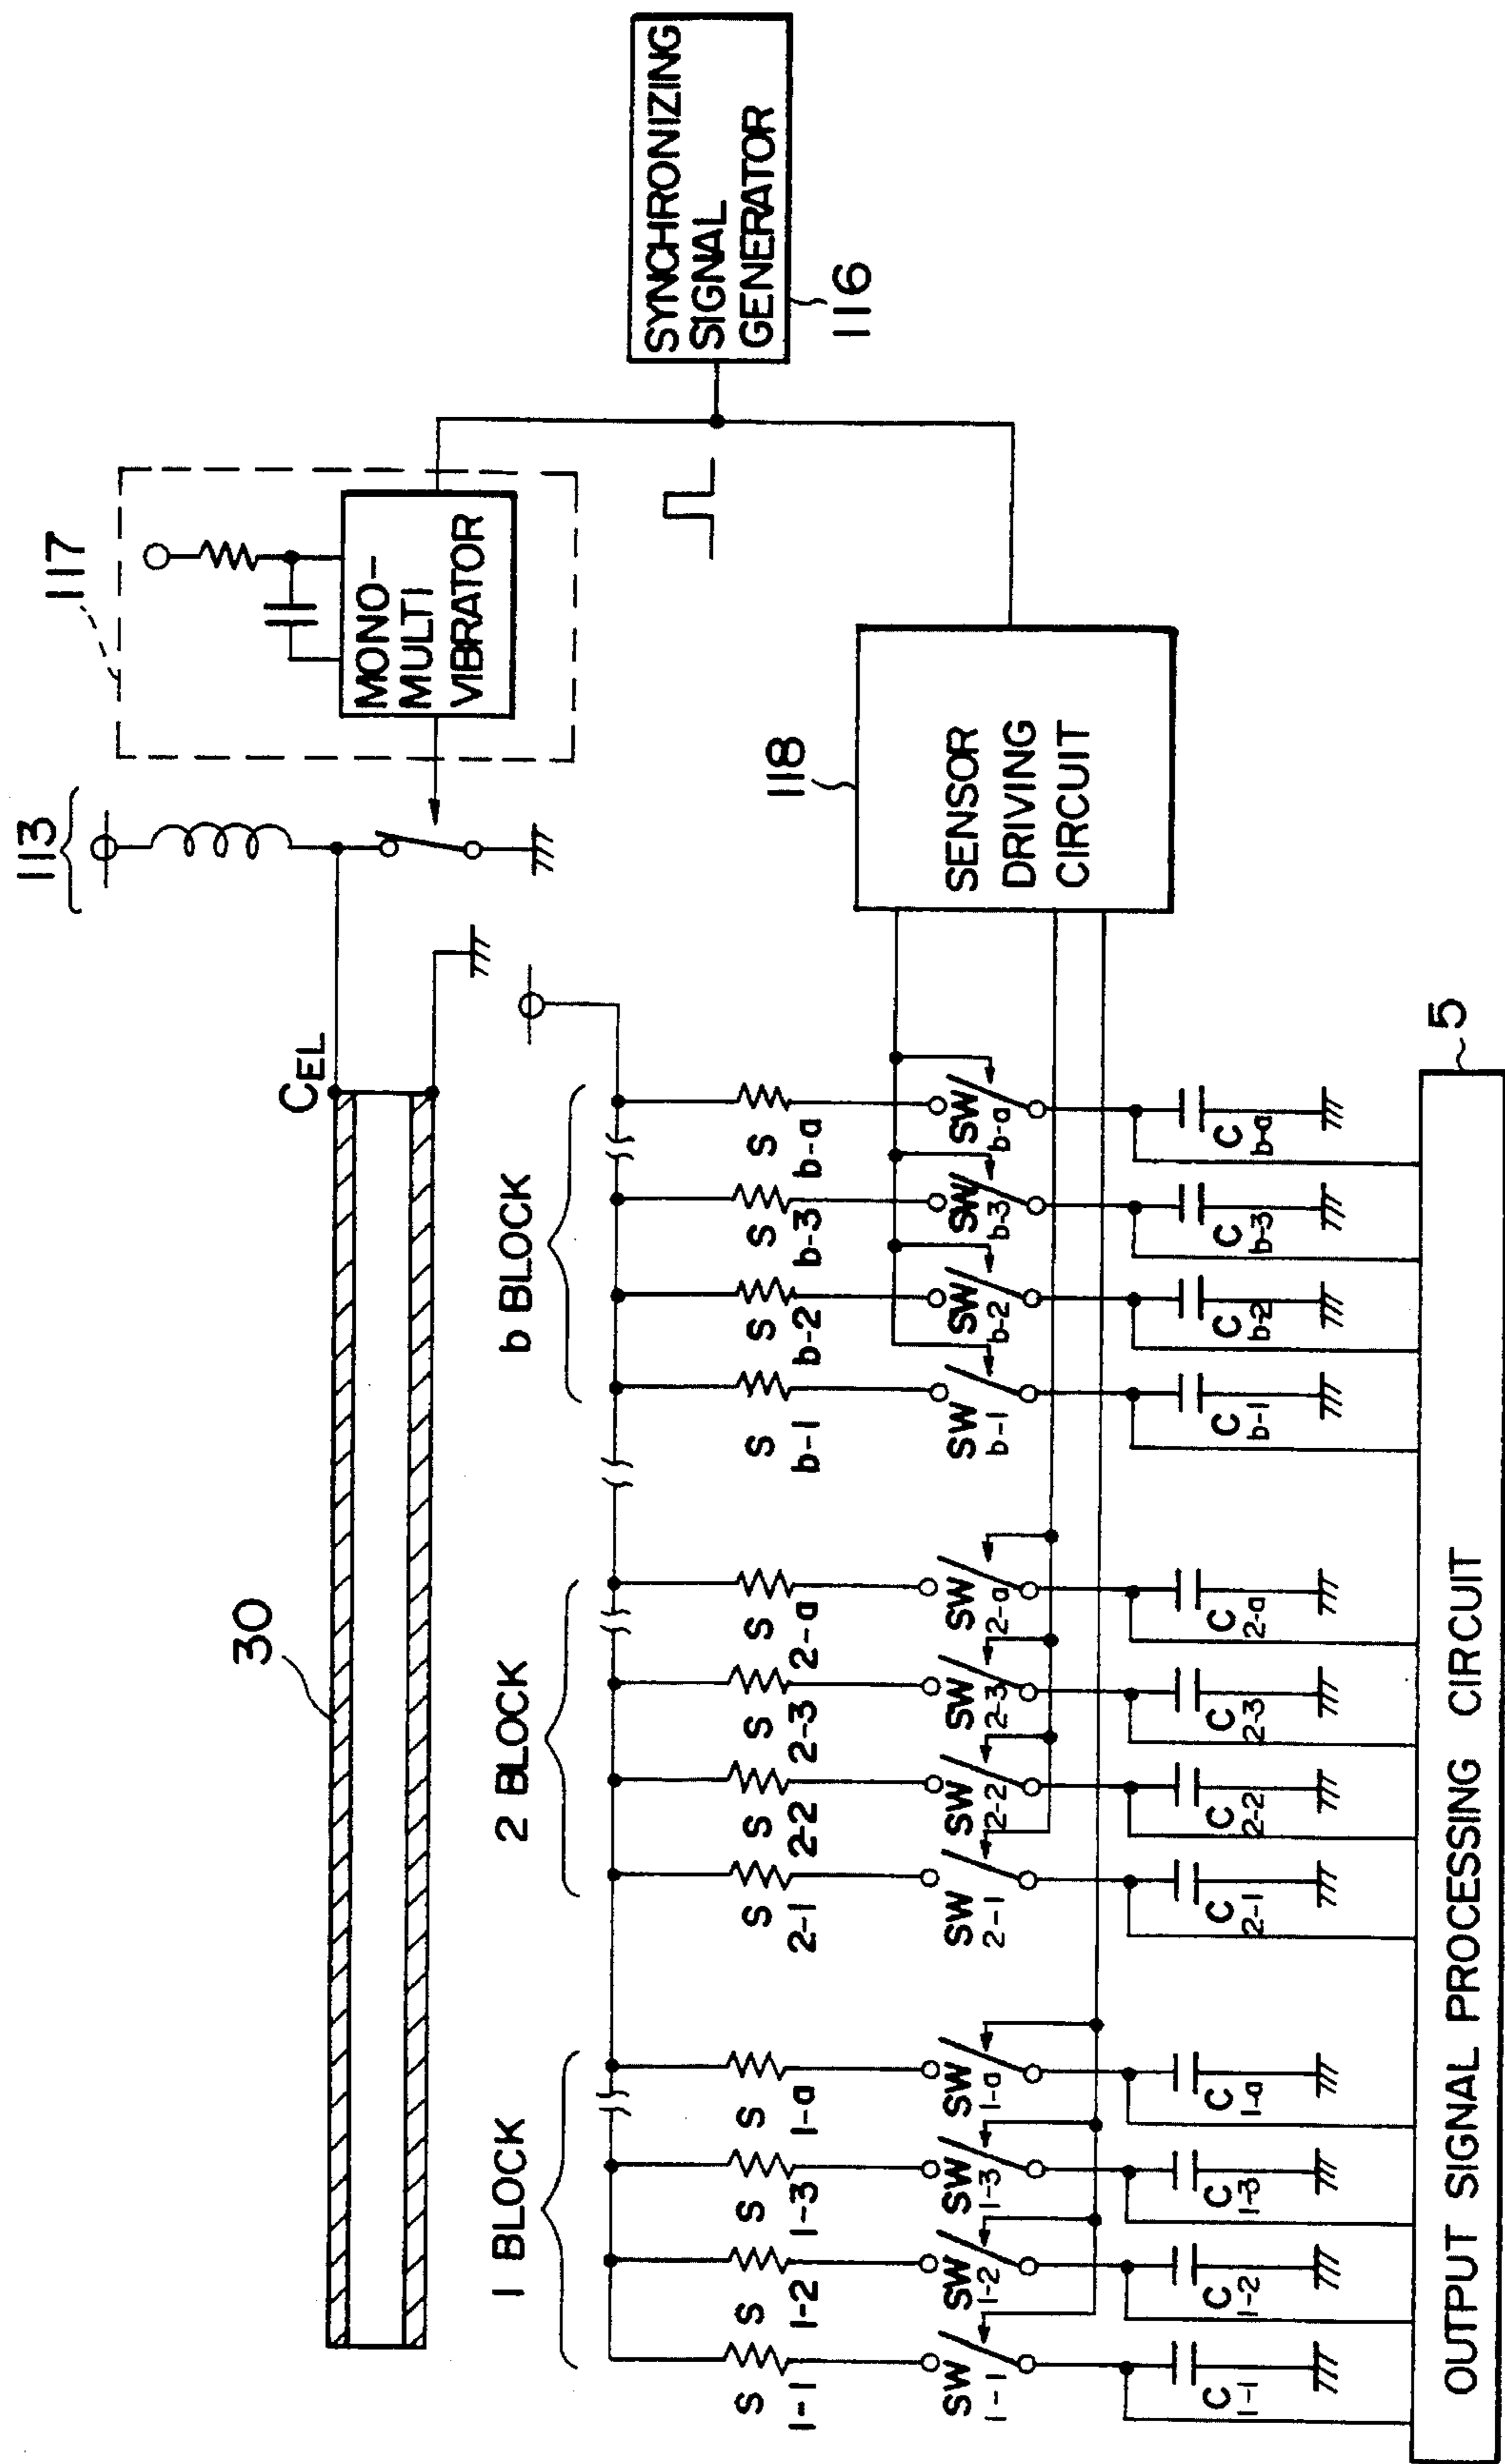 113
117
MONO-
MULTI
VIBRATOR
SYNCHRONIZING
SIGNAL
GENERATOR
116
30
CEL
1 BLOCK
2 BLOCK
b BLOCK
118
SENSOR
DRIVING
CIRCUIT
S 1-1
S 1-2
S 1-3
S 1-a
S 2-1
S 2-2
S 2-3
S 2-a
S b-1
S b-2
S b-3
S b-a
SW 1-1
SW 1-2
SW 1-3
SW 1-a
SW 2-1
SW 2-2
SW 2-3
SW 2-a
SW b-1
SW b-2
SW b-3
SW b-a
C 1-1
C 1-2
C 1-3
C 1-a
C 2-1
C 2-2
C 2-3
C 2-a
C b-1
C b-2
C b-3
C b-a
OUTPUT SIGNAL PROCESSING CIRCUIT
5